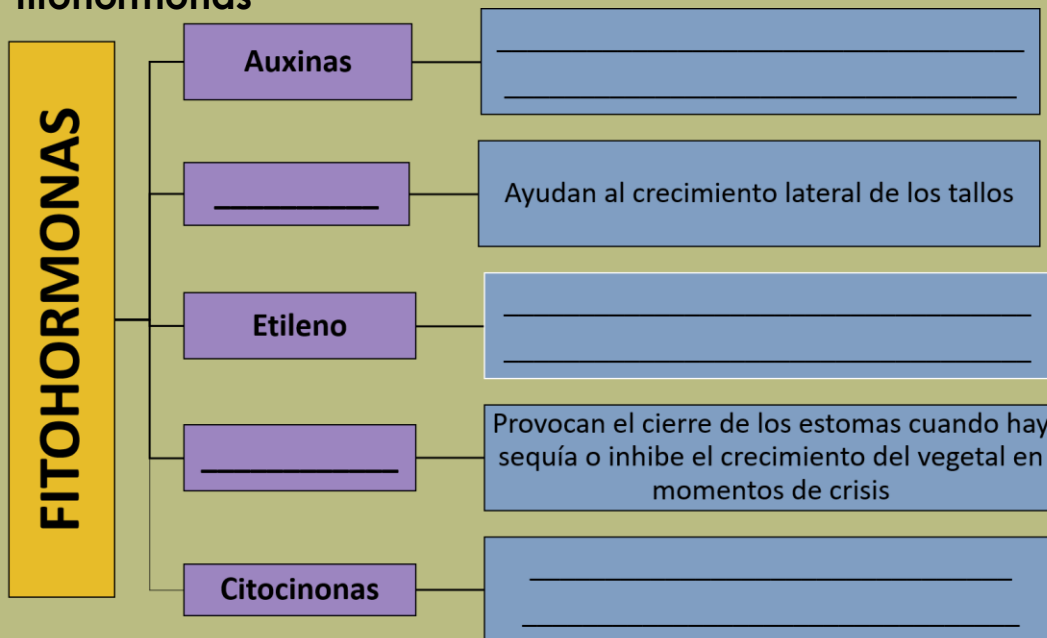 fitohormonas
FITOHORMONAS
Auxinas
Ayudan al crecimiento lateral de los tallos
Etileno
Provocan el cierre de los estomas cuando hay
sequía o inhibe el crecimiento del vegetal en
momentos de crisis
Citocinonas